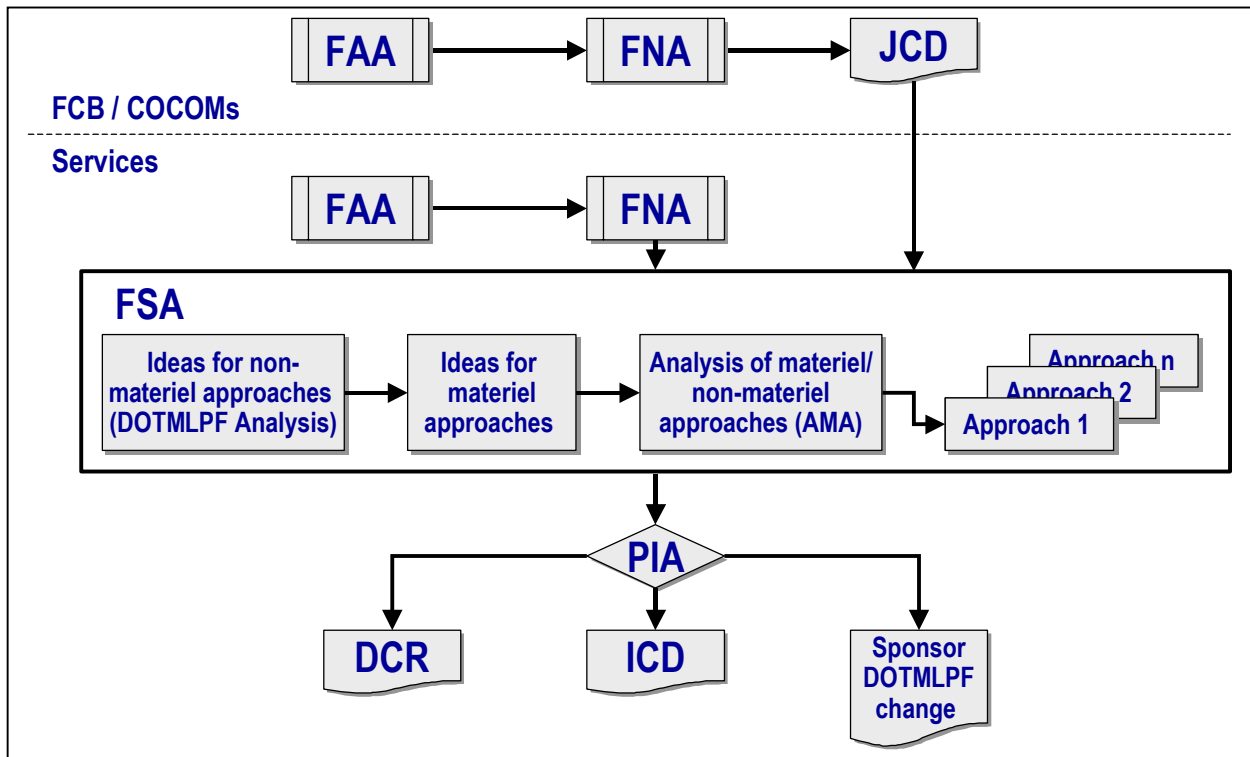 FAA
FNA
JCD
FCB / COCOMs
Services
FAA
FNA
FSA
Ideas for non-
materiel approaches
(DOTMLPF Analysis)
Ideas for
materiel
approaches
Analysis of materiel/
non-materiel
approaches (AMA)
Approach n
Approach 2
Approach 1
PIA
DCR
ICD
Sponsor
DOTMLPF
change